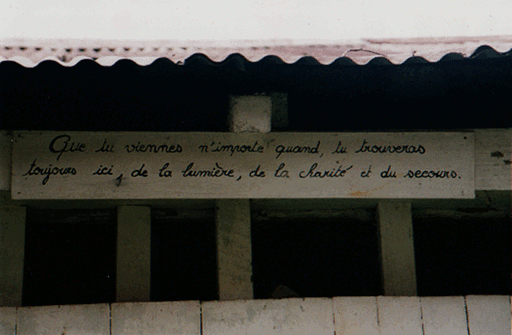 Que tu viennes n'importe quand, tu trouveras
toujours ici, de la lumière, de la charité et du secours.